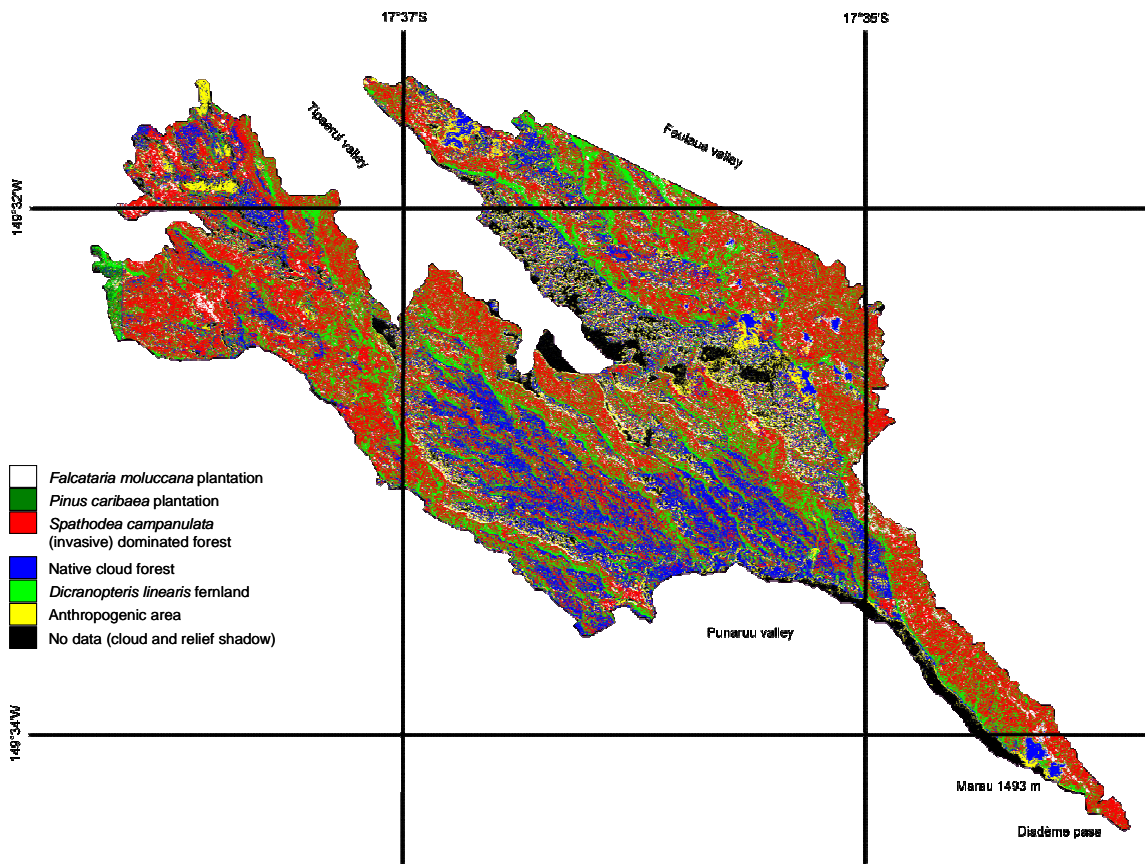 17°37'S
17°35'S
Tipaerui valley
Fautaua valley
149°32'W
Falcataria moluccana plantation
Pinus caribaea plantation
Spathodea campanulata
(invasive) dominated forest
Native cloud forest
Dicranopteris linearis fernland
Anthropogenic area
No data (cloud and relief shadow)
Punaruu valley
149°34'W
Marau 1493 m
Diadème pass